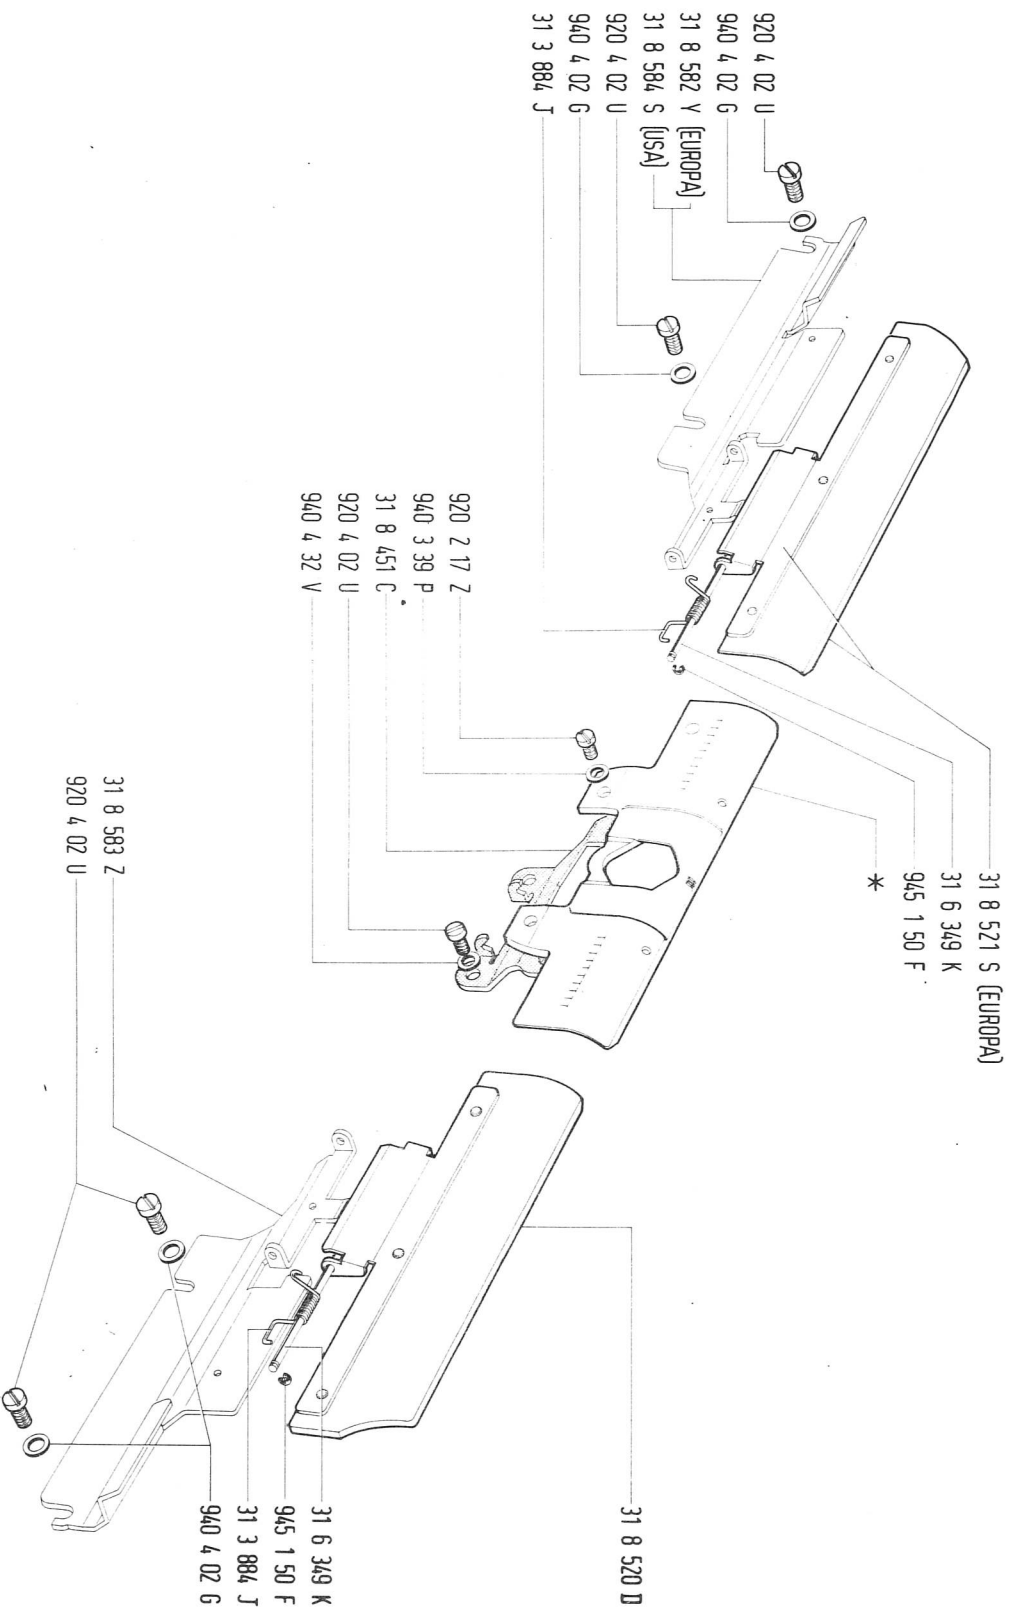 920 4 02 U
940 4 02 G
31 8 582 Y (EUROPA)
31 8 584 S (USA)
920 4 02 U
940 4 02 G
31 3 884 J
31 8 521 S (EUROPA)
31 6 349 K
945 1 50 F
*
920 2 17 Z
940 3 39 P
31 8 451 C
920 4 02 U
940 4 32 V
31 8 583 Z
920 4 02 U
31 8 520 D
31 6 349 K
945 1 50 F
31 3 884 J
940 4 02 G